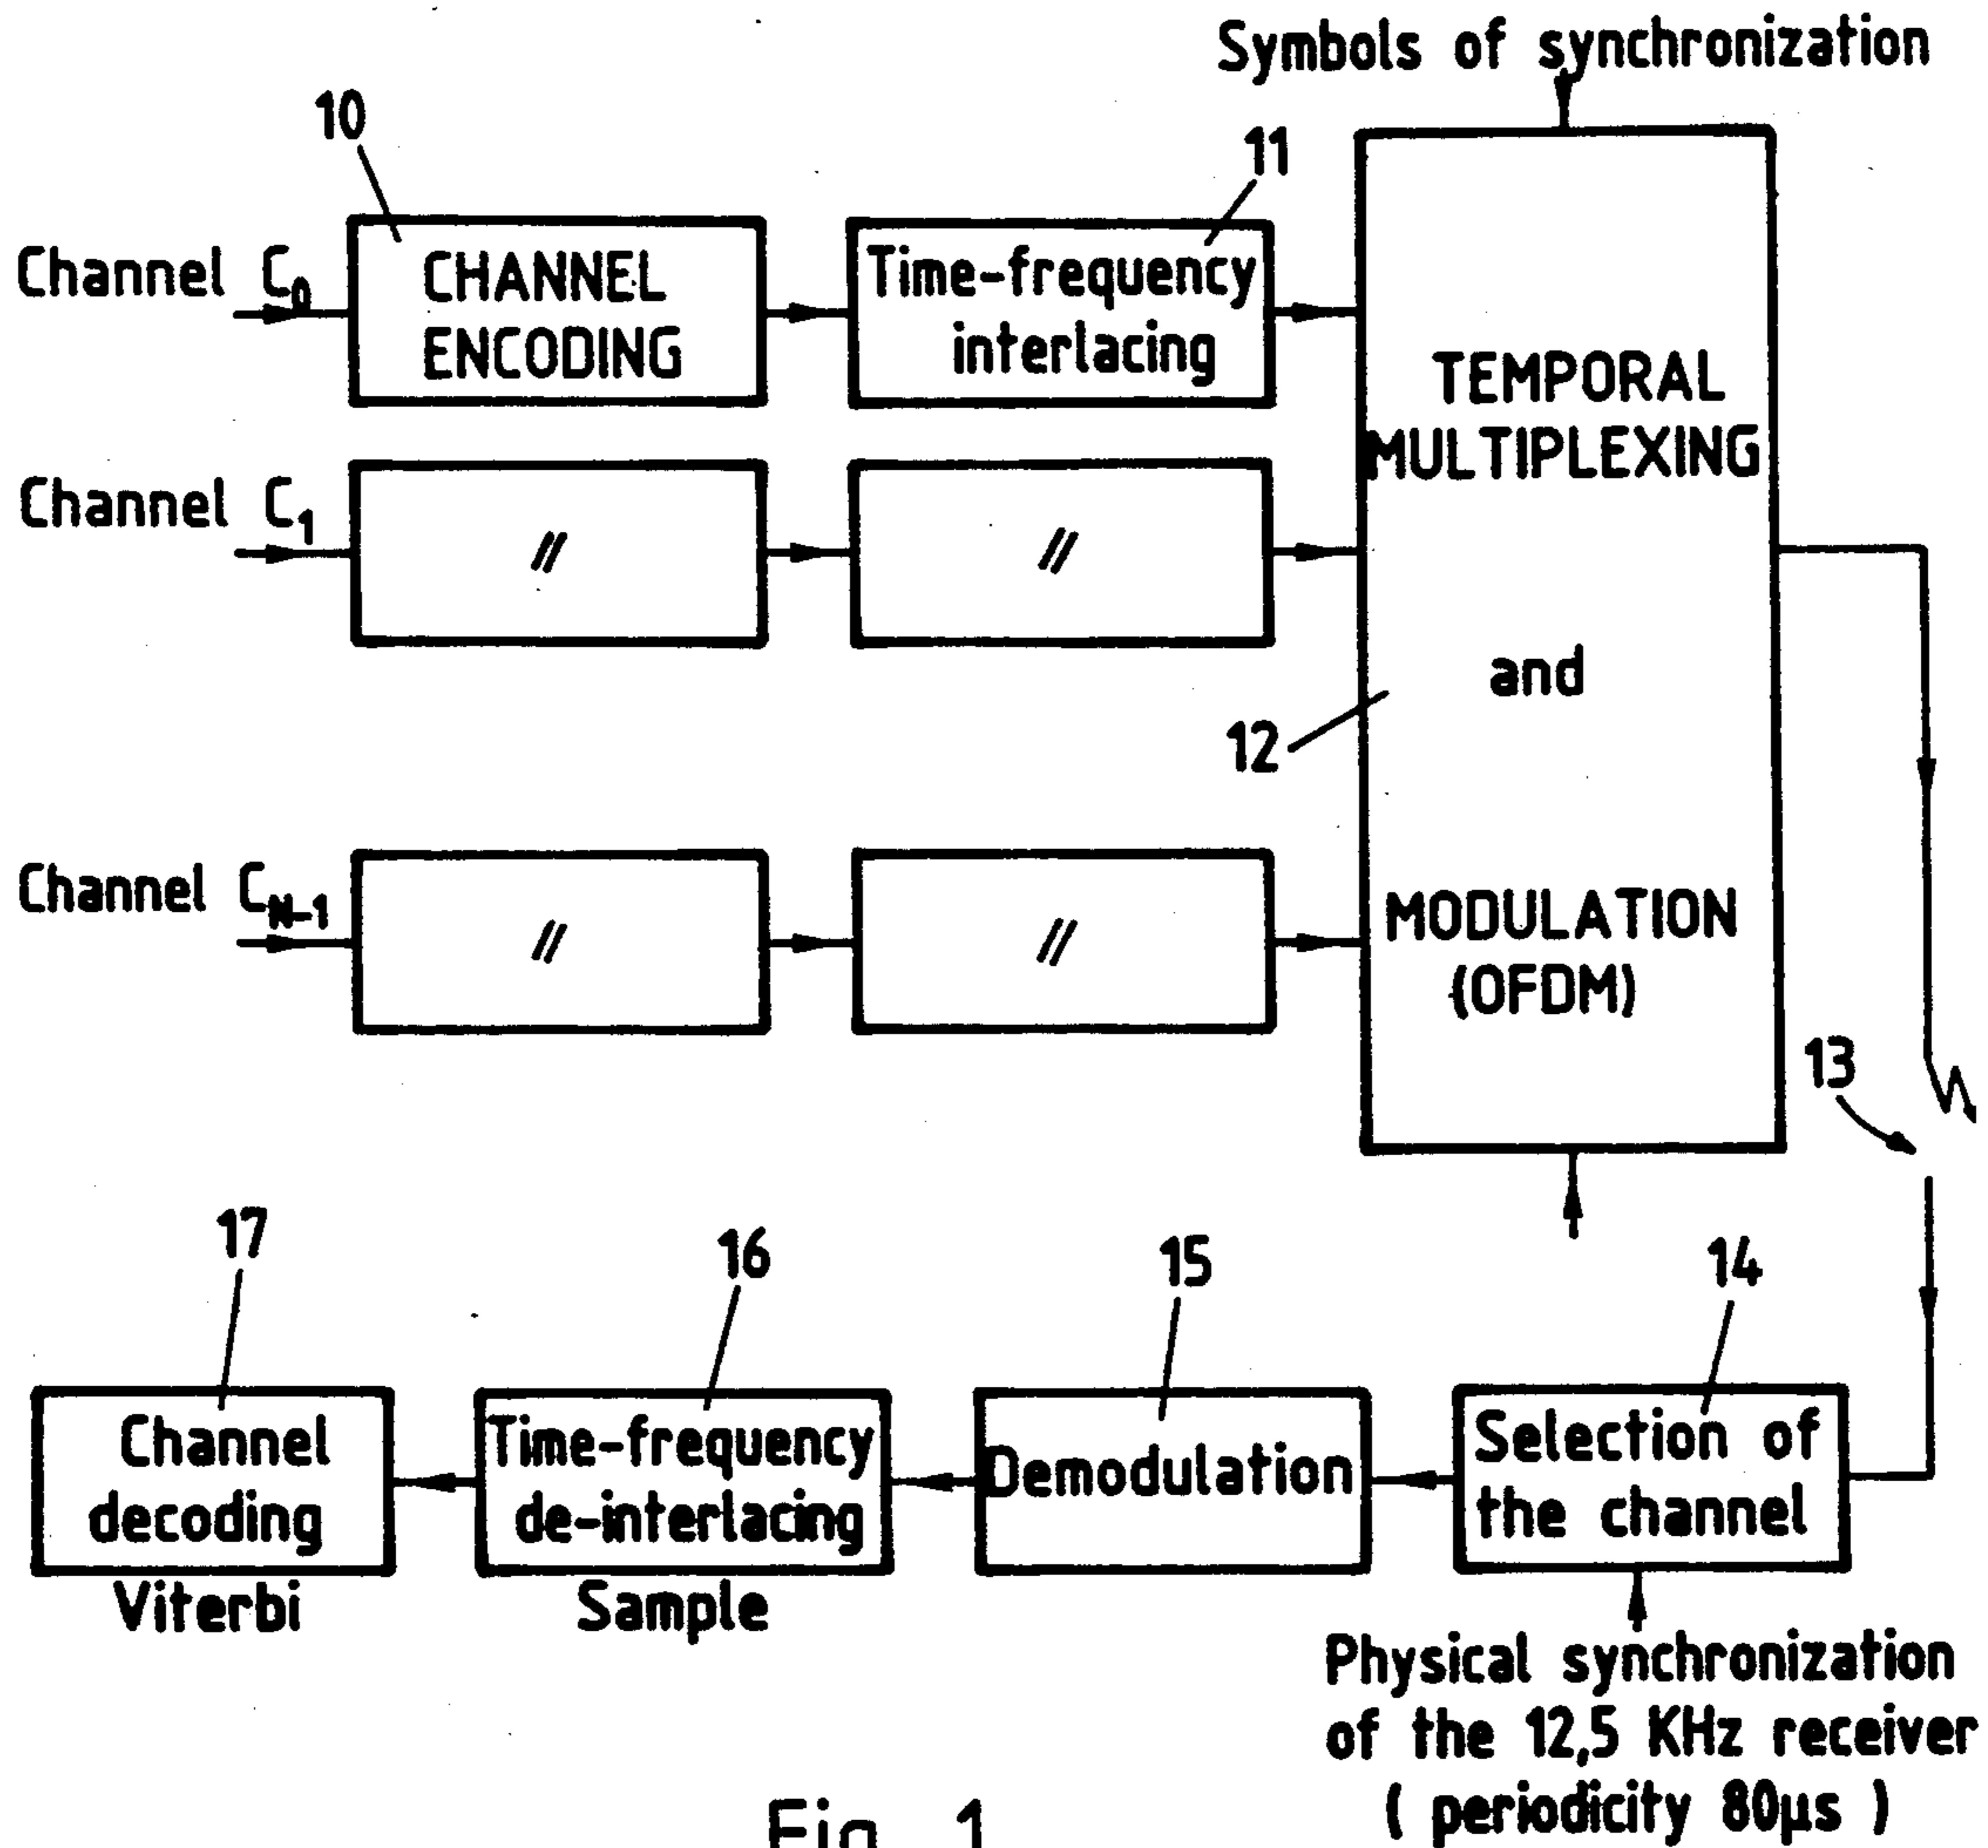 Symbols of synchronization
10
11
Channel C0
CHANNEL
ENCODING
Time-frequency
interlacing
TEMPORAL
MULTIPLEXING
Channel C1
//
//
and
12
Channel CN-1
//
//
MODULATION
(OFDM)
13
17
16
15
14
Channel
decoding
Time-frequency
de-interlacing
Demodulation
Selection of
the channel
Viterbi
Sample
Physical synchronization
of the 12,5 KHz receiver
( periodicity 80µs )
Fig. 1